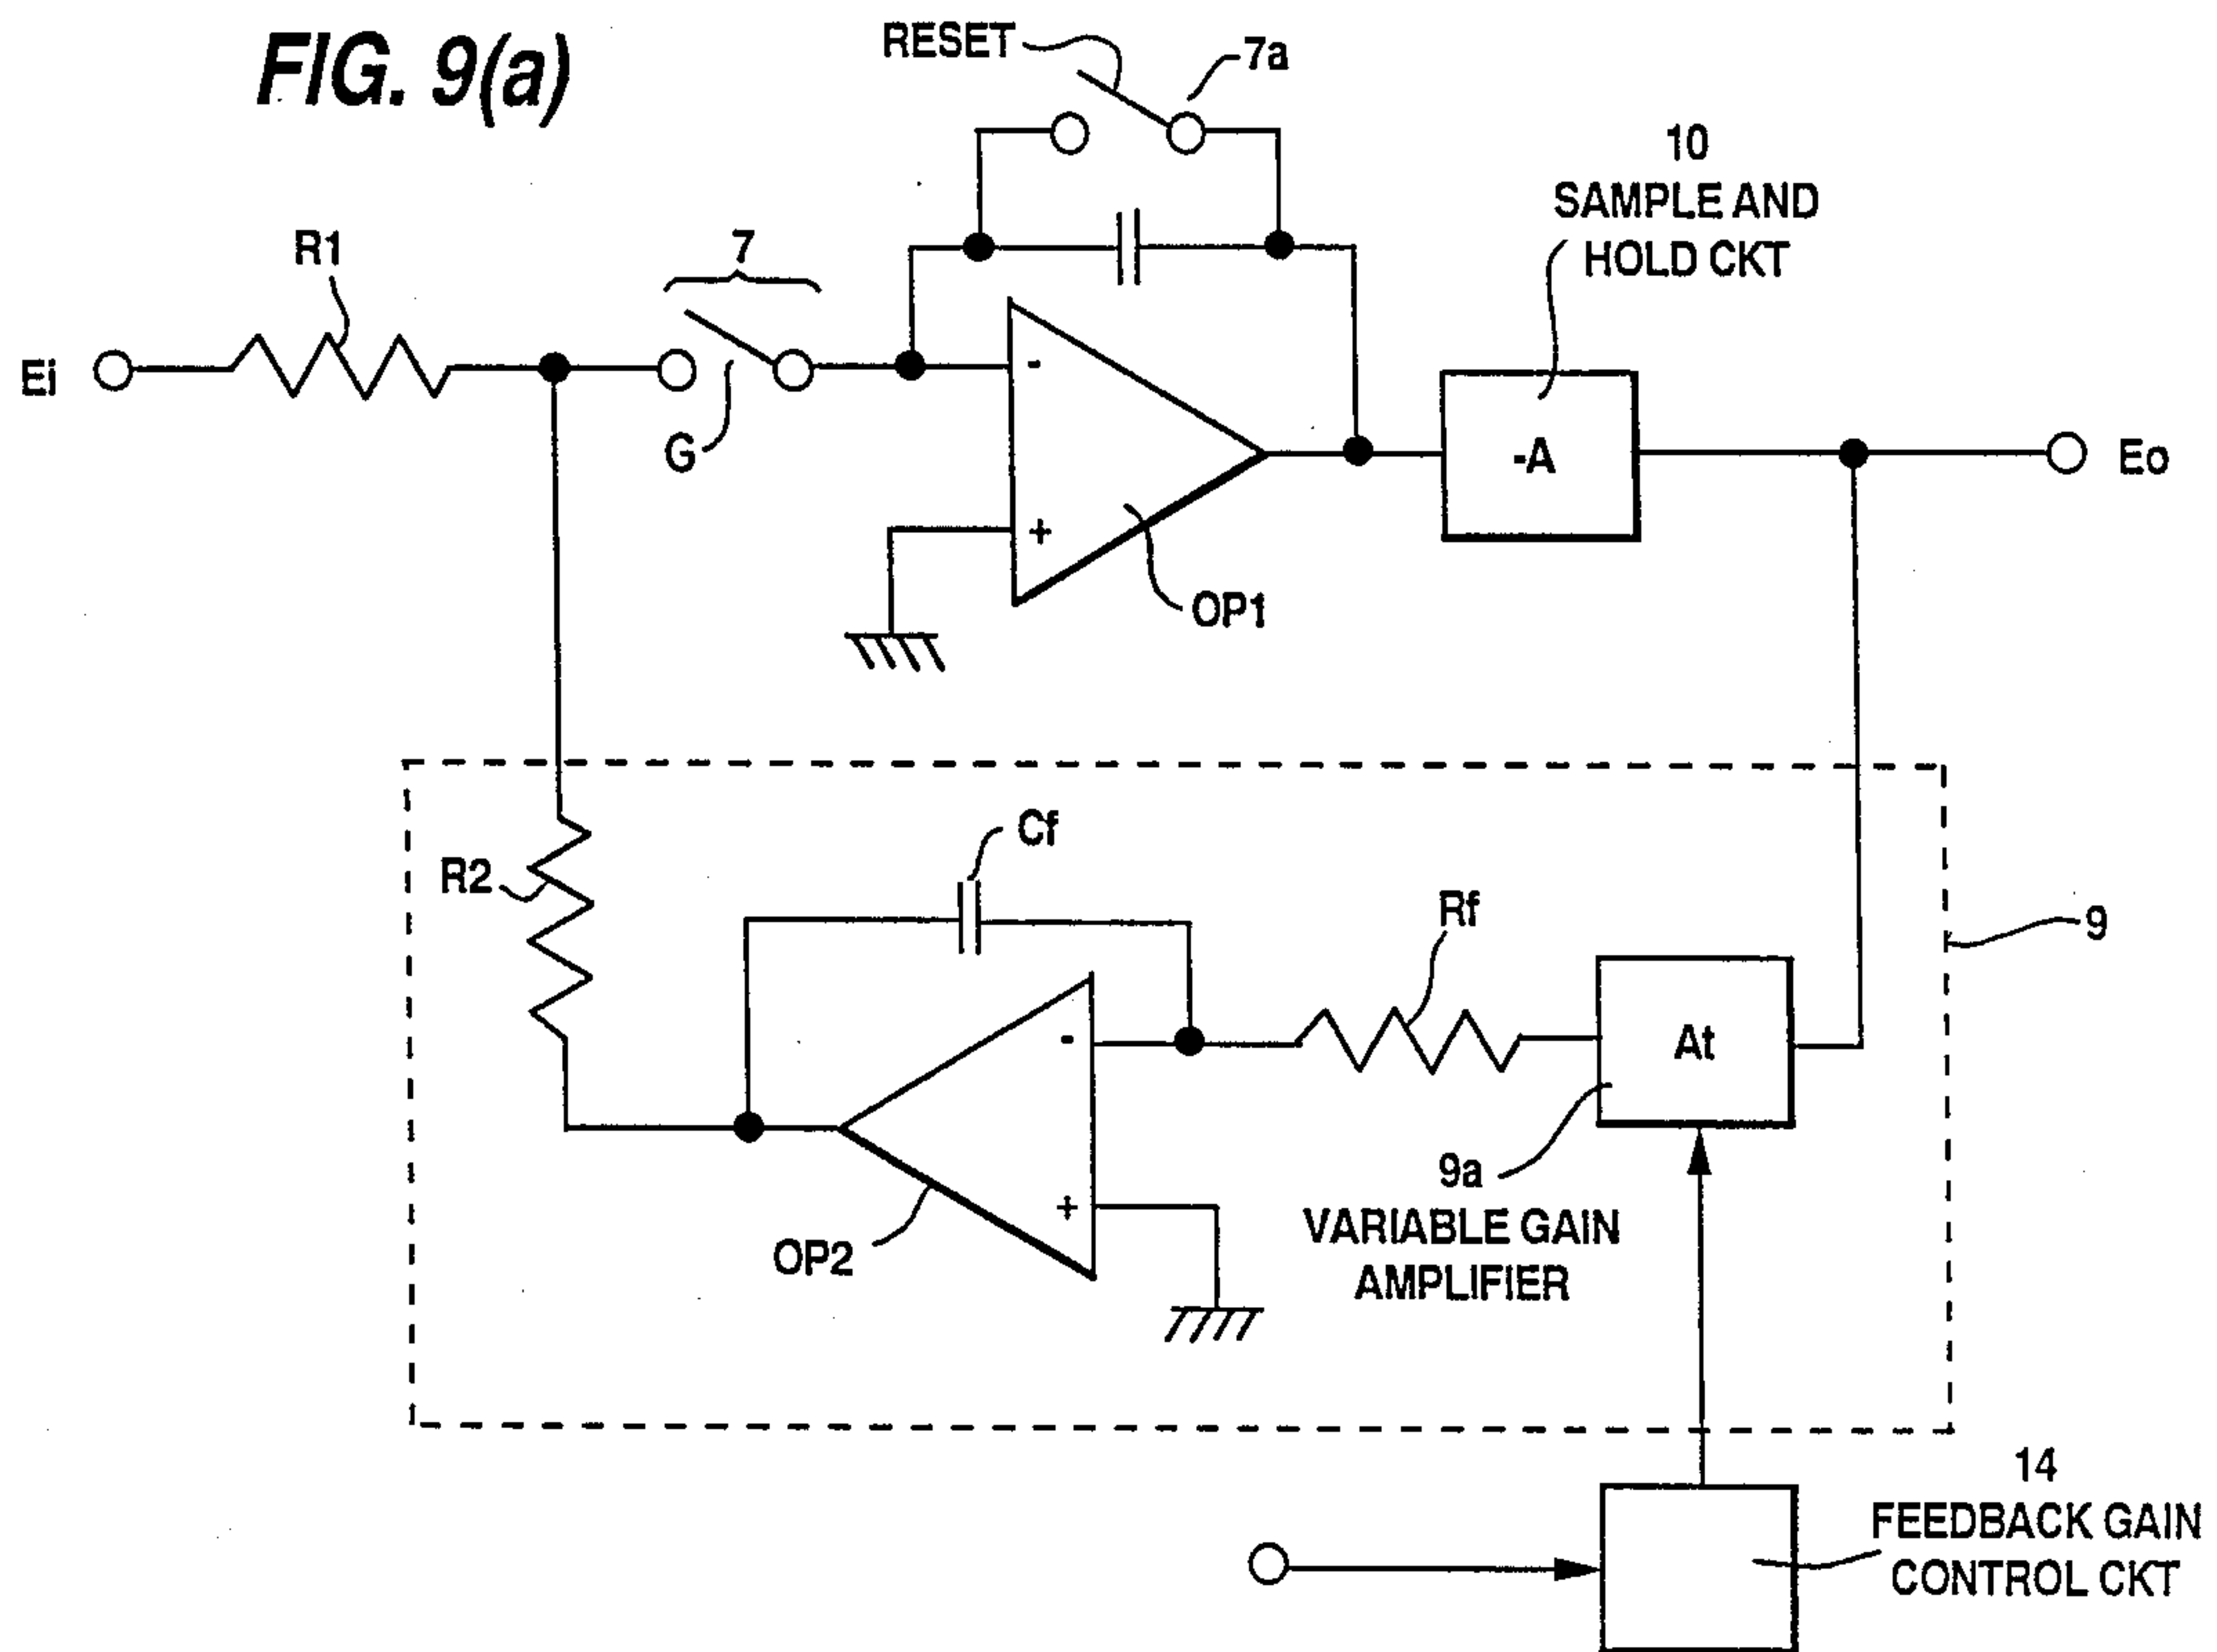 FIG. 9(a)
RESET
7a
10
SAMPLE AND
HOLD CKT
R1
7
Ei
G
-
+
OP1
-A
Eo
R2
Cf
Rf
9
-
+
OP2
At
9a
VARIABLE GAIN
AMPLIFIER
14
FEEDBACK GAIN
CONTROL CKT